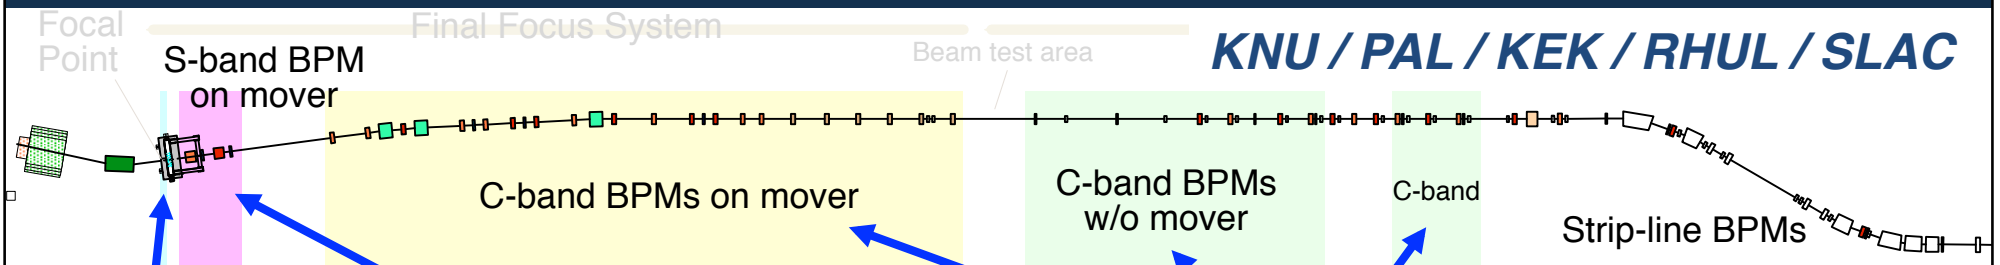 Focal
Point
Final Focus System
S-band BPM
on mover
Beam test area
KNU / PAL / KEK / RHUL / SLAC
C-band BPMs on mover
C-band BPMs
w/o mover
C-band
Strip-line BPMs